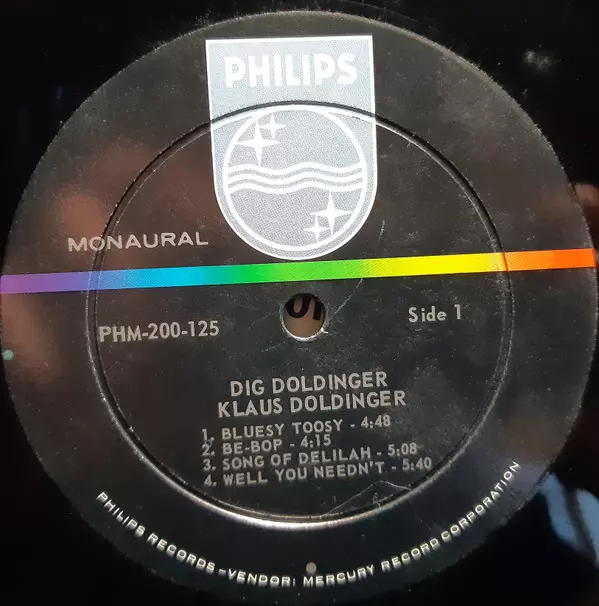 PHILIPS
MONAURAL
PHM-200-125
Side 1
DIG DOLDINGER
KLAUS DOLDINGER
1. BLUESY TOOSY - 4:48
2. BE-BOP - 4:15
3. SONG OF DELILAH - 5:08
4. WELL YOU NEEDN'T - 5:40
PHILIPS RECORDS—VENDOR: MERCURY RECORD CORPORATION